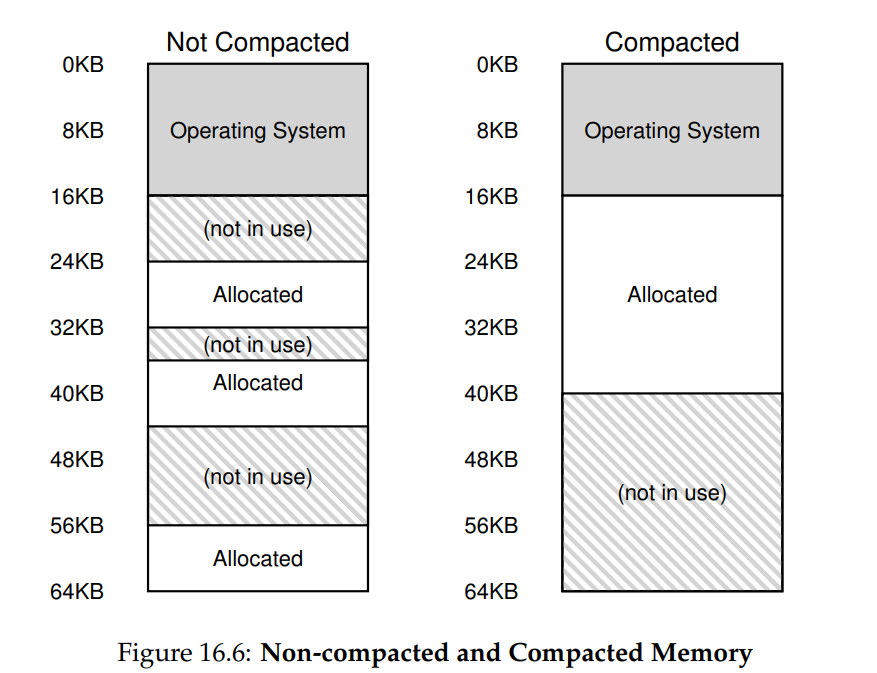 Not Compacted
0KB
Operating System
8KB
16KB
(not in use)
24KB
Allocated
32KB
(not in use)
Allocated
40KB
48KB
(not in use)
56KB
Allocated
64KB
Compacted
0KB
Operating System
8KB
16KB
24KB
Allocated
32KB
40KB
48KB
(not in use)
56KB
64KB
Figure 16.6: Non-compacted and Compacted Memory